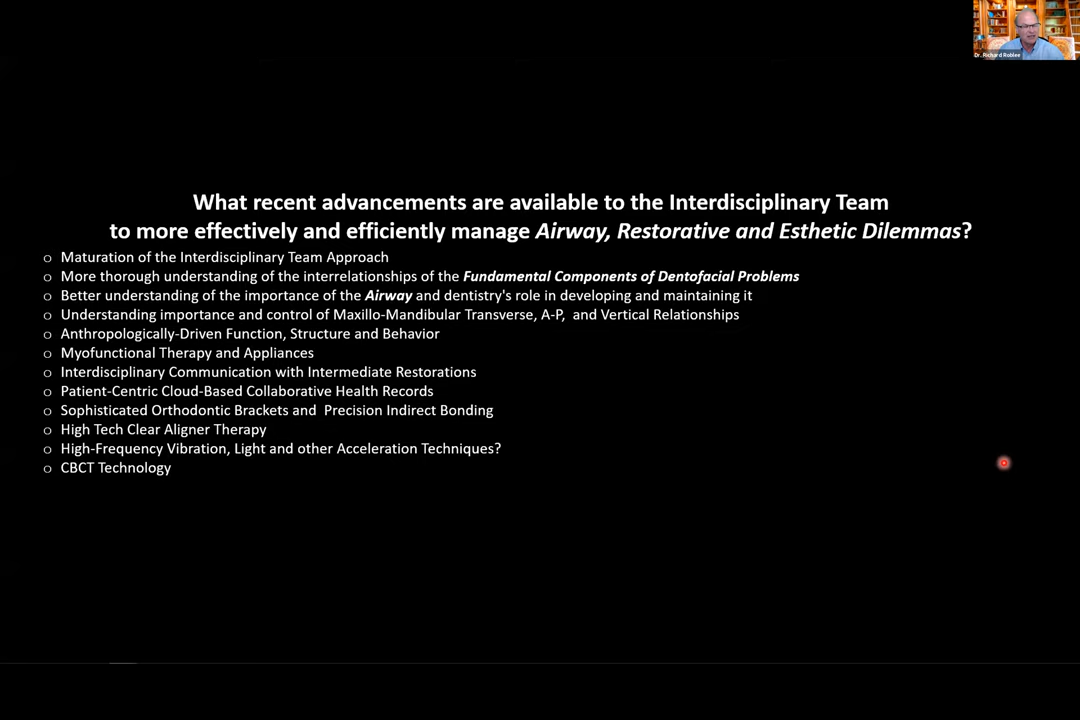 Dr. Richard Roblee
What recent advancements are available to the Interdisciplinary Team
to more effectively and efficiently manage Airway, Restorative and Esthetic Dilemmas?
o Maturation of the Interdisciplinary Team Approach
o More thorough understanding of the interrelationships of the Fundamental Components of Dentofacial Problems
o Better understanding of the importance of the Airway and dentistry's role in developing and maintaining it
o Understanding importance and control of Maxillo-Mandibular Transverse, A-P, and Vertical Relationships
o Anthropologically-Driven Function, Structure and Behavior
o Myofunctional Therapy and Appliances
o Interdisciplinary Communication with Intermediate Restorations
o Patient-Centric Cloud-Based Collaborative Health Records
o Sophisticated Orthodontic Brackets and Precision Indirect Bonding
o High Tech Clear Aligner Therapy
o High-Frequency Vibration, Light and other Acceleration Techniques?
o CBCT Technology